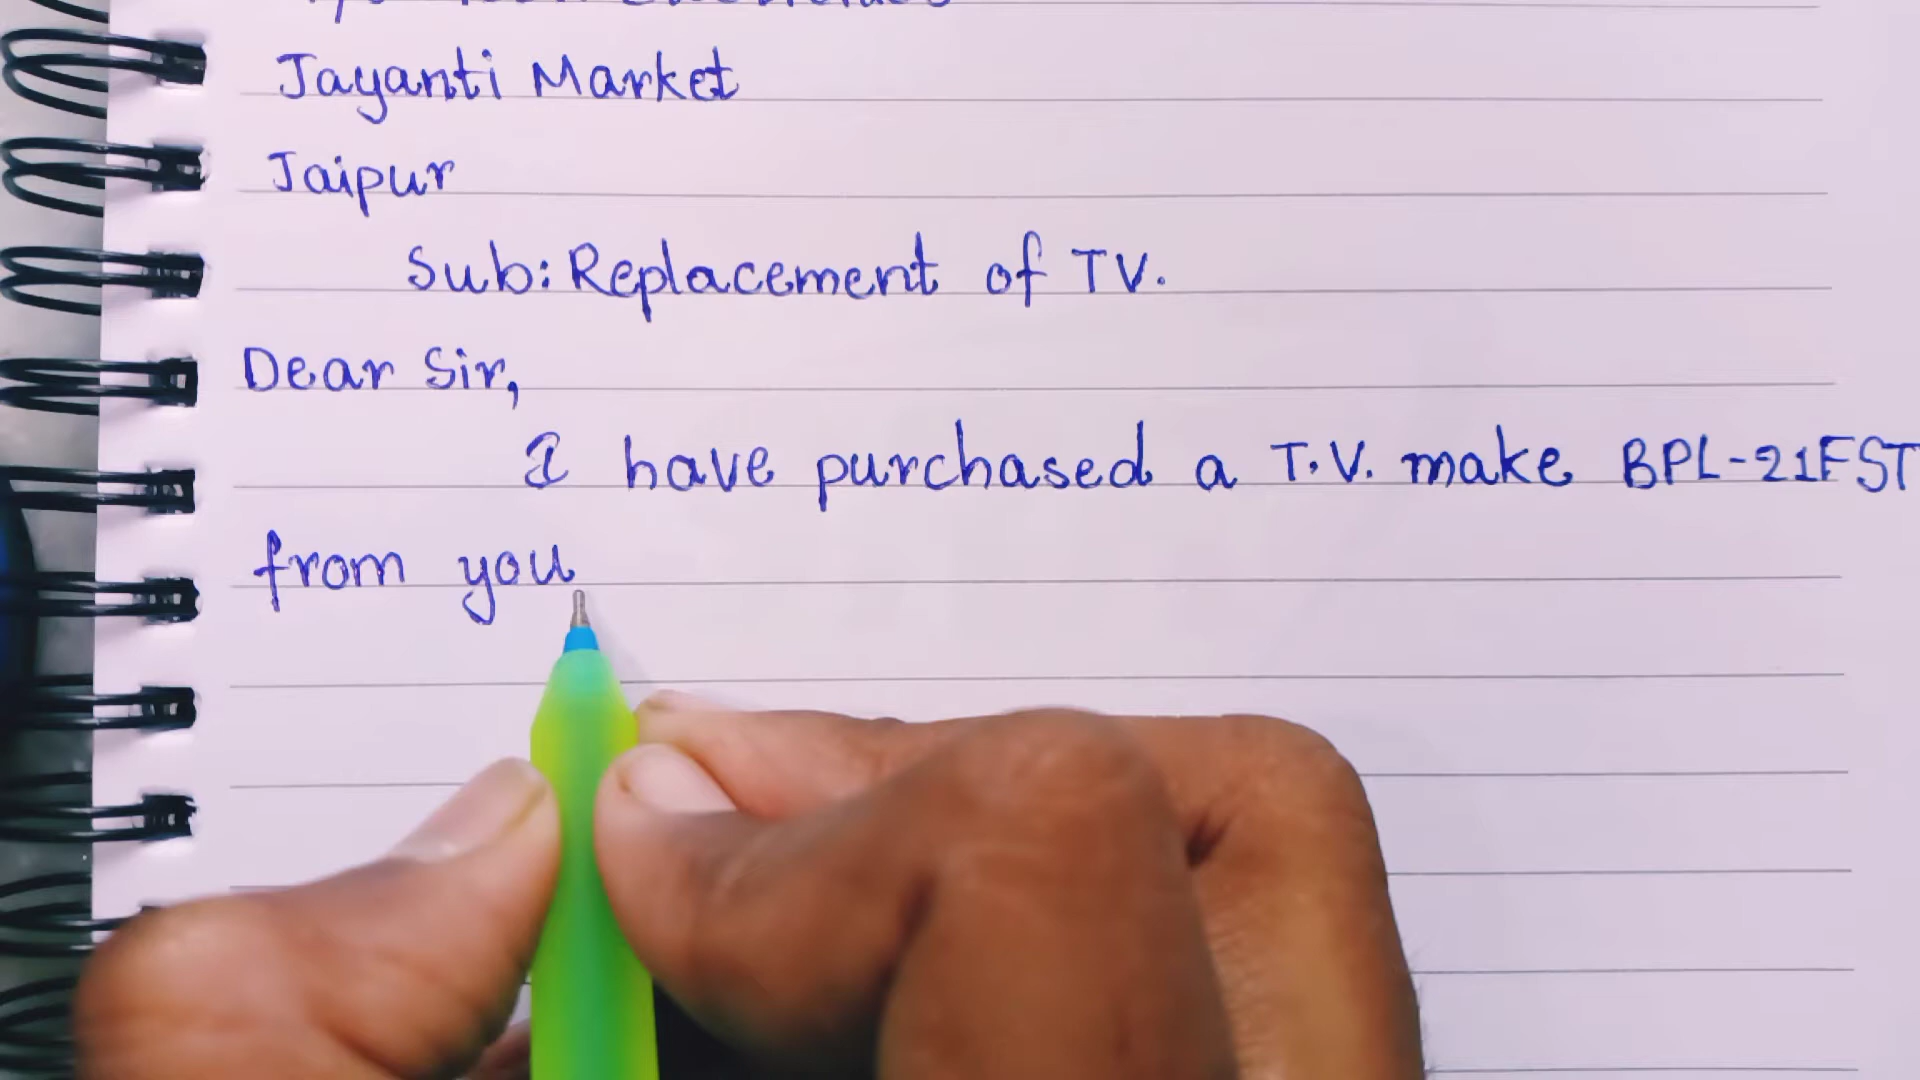 Jayanti Market
Jaipur
Sub: Replacement of TV.
Dear Sir,
I have purchased a T.V. make BPL-21FST
from you